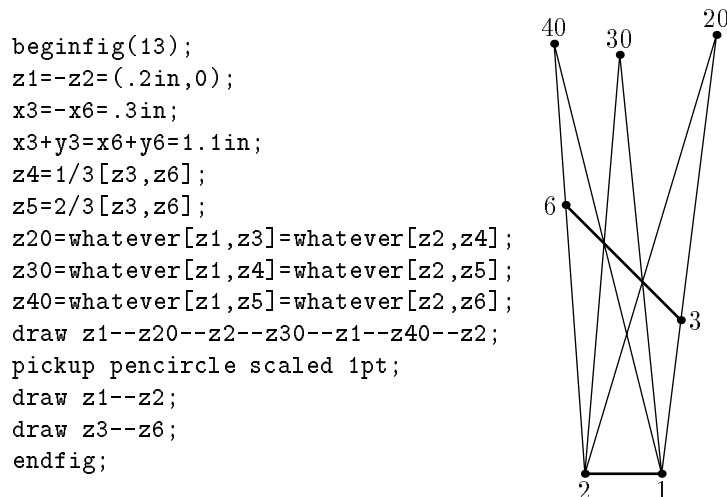 beginfig(13);
z1=-z2=(.2in,0);
x3=-x6=.3in;
x3+y3=x6+y6=1.1in;
z4=1/3[z3,z6];
z5=2/3[z3,z6];
z20=whatever[z1,z3]=whatever[z2,z4];
z30=whatever[z1,z4]=whatever[z2,z5];
z40=whatever[z1,z5]=whatever[z2,z6];
draw z1--z20--z2--z30--z1--z40--z2;
pickup pencircle scaled 1pt;
draw z1--z2;
draw z3--z6;
endfig;
40 30 20
6
3
2 1